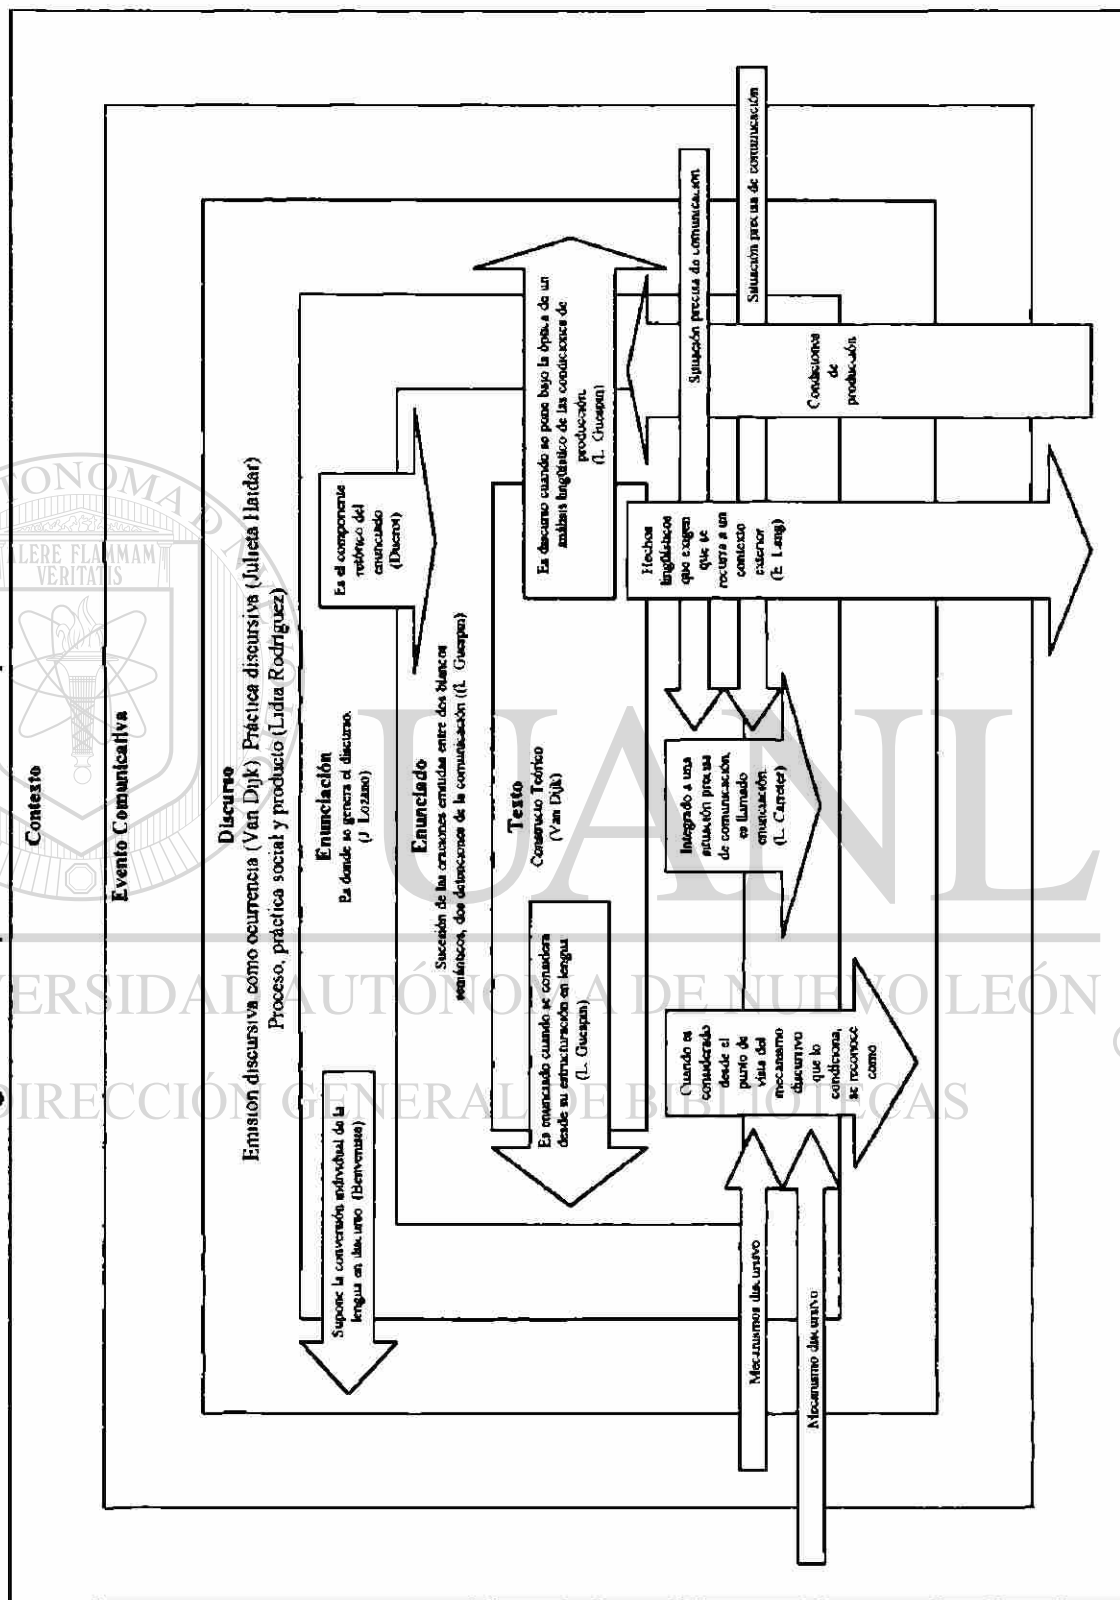 Contexto
Evento Comunicativa
Discurso
Emisión discursiva como ocurrencia (Van Dijk) Práctica discursiva (Julieta Haidar)
Proceso, práctica social y producto (Lidia Rodríguez)
Enunciación
Es donde se genera el discurso.
(J Lozano)
Supone la conversión individual de la
lengua en discurso (Benveniste)
Es el componente
retórico del
enunciado
(Ducrot)
Enunciado
Sucesión de las oraciones emitidas entre dos blancos
semánticos, dos detenciones de la comunicación ((L. Guespin)
Texto
Constructo Teórico
(Van Dijk)
Es enunciado cuando se considera
desde su estructuración en lengua
(L. Guespin)
Es discurso cuando se pone bajo la óptica de un
análisis lingüístico de las condiciones de
producción.
(L. Guespin)
Cuando es
considerado
desde el
punto de
vista del
mecanismo
discursivo
que lo
condiciona,
se reconoce
como
Integrado a una
situación precisa
de comunicación,
es llamado
enunciación.
(L. Carreter)
Hechos
lingüísticos
que exigen
que se
recurra a un
contexto
exterior
(E. Lang)
Condiciones
de
producción
Situación precisa de comunicación
Situación precisa de comunicación
Mecanismos discursivo
Mecanismo discursivo
ALERE FLAMMAM
VERITATIS
UANL
UNIVERSIDAD AUTÓNOMA DE NUEVO LEÓN
DIRECCIÓN GENERAL DE BIBLIOTECAS